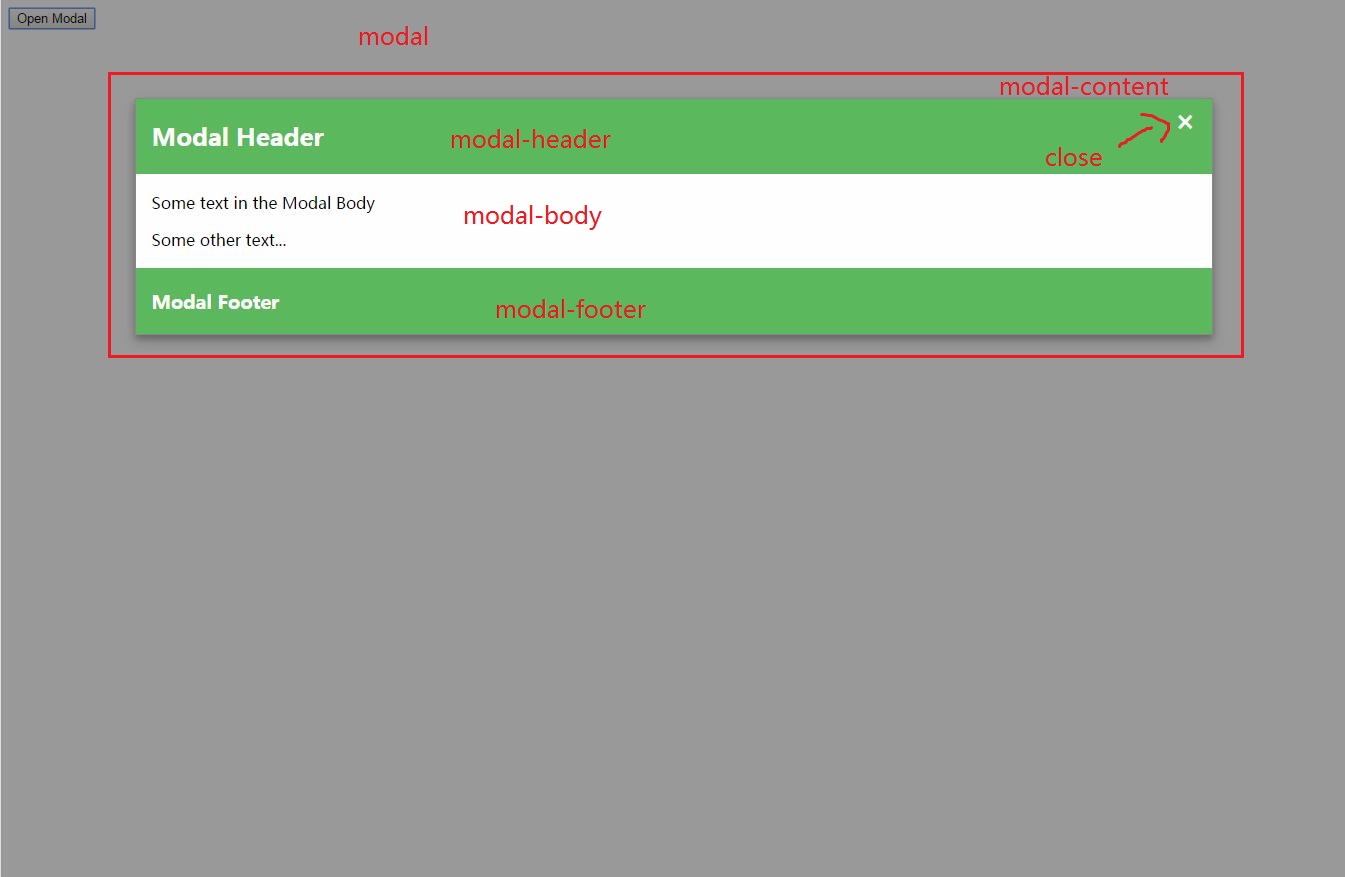 Open Modal
modal
modal-content
Modal Header
modal-header
×
close
Some text in the Modal Body
modal-body
Some other text...
Modal Footer
modal-footer